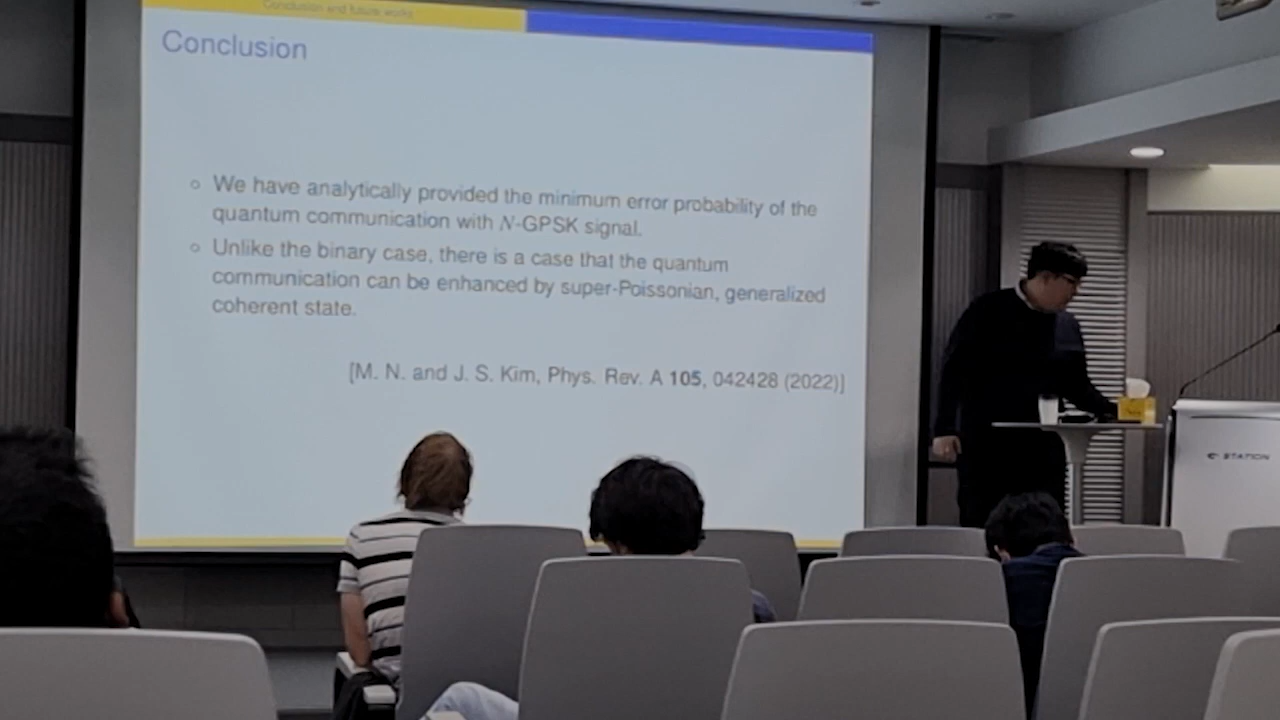 Conclusion and future works
Conclusion
We have analytically provided the minimum error probability of the
quantum communication with N-GPSK signal.
Unlike the binary case, there is a case that the quantum
communication can be enhanced by super-Poissonian, generalized
coherent state.
[M. N. and J. S. Kim, Phys. Rev. A 105, 042428 (2022)]
STATION